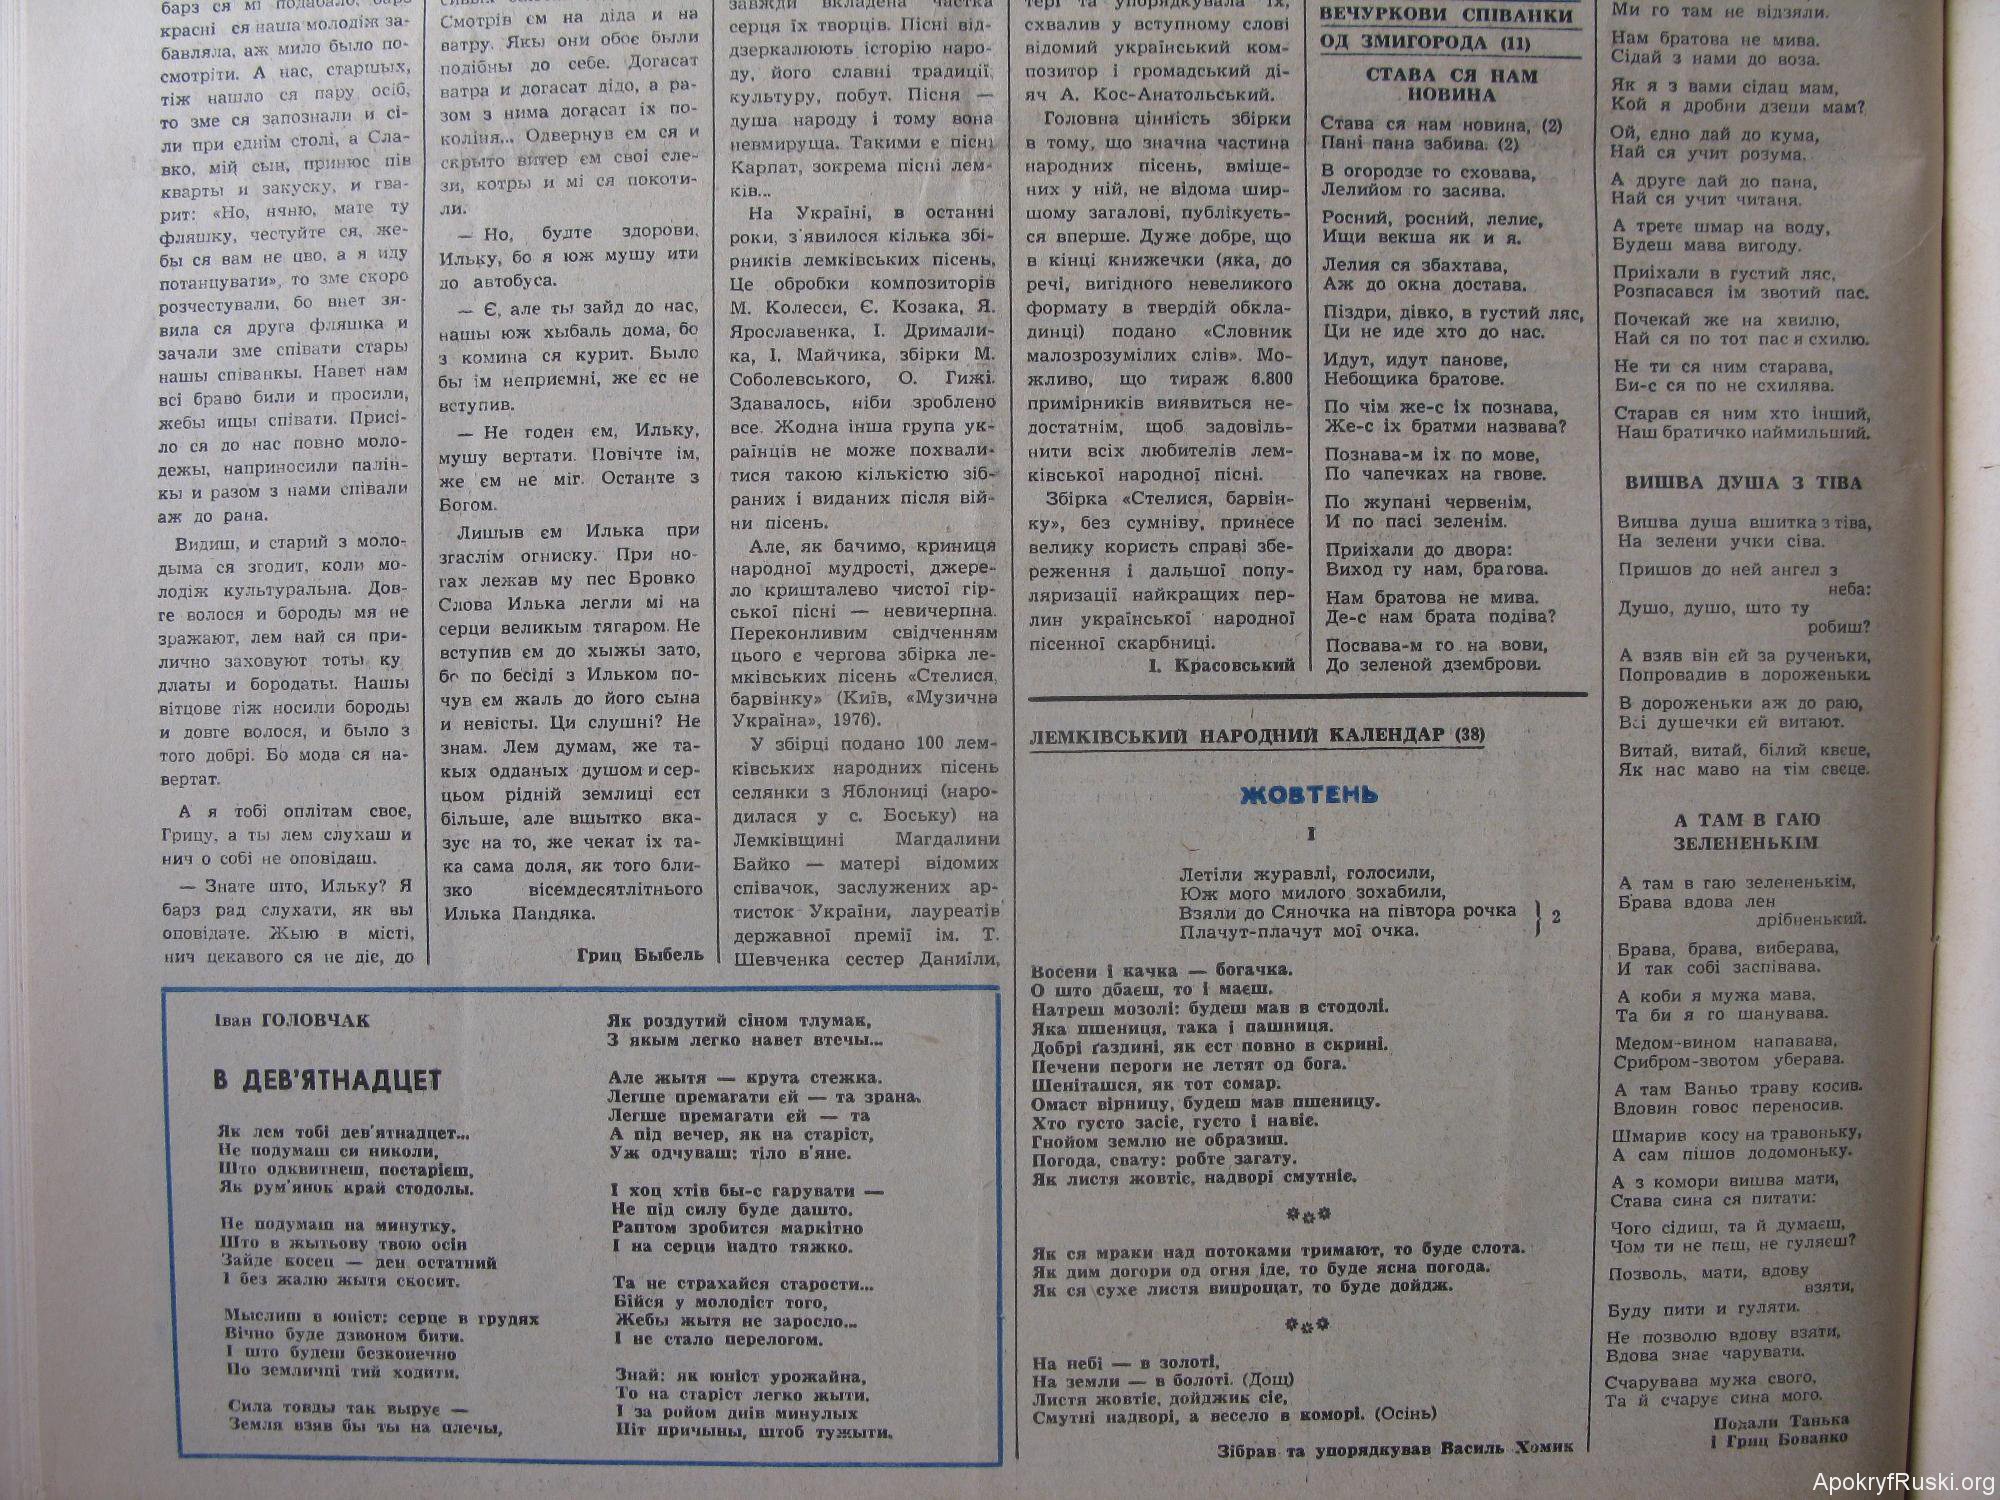 красні ся наша молодіж за-
бавляла, аж мило было по-
смотріти. А нас, старшых,
тіж нашло ся пару осіб,
то зме ся запознали и сі-
ли при еднім столі, а Сла-
вко, мій сын, принюс пів
кварты и закуску, и гва-
рит: «Но, няню, мате ту
фляшку, честуйте ся, же-
бы ся вам не цво, а я иду
потанцувати», то зме скоро
розчестували, бо внет зя-
вила ся друга фляшка и
зачали зме співати стары
нашы співанкы. Навет нам
всі браво били и просили,
жебы ищы співати. Присі-
ло ся до нас повно моло-
дежы, наприносили палін-
кы и разом з нами співали
аж до рана.
Видиш, и старий з моло-
дыма ся згодит, коли мо-
лодіж культуральна. Дов-
ге волося и бороды мя не
зражают, лем най ся при-
лично заховуют тоты ку
длаты и бородаты. Нашы
вітцове тіж носили бороды
и довге волося, и было з
того добрі. Бо мода ся на-
вертат.
А я тобі оплітам своє,
Грицу, а ты лем слухаш и
нич о собі не оповідаш.
— Знате што, Ильку? Я
барз рад слухати, як вы
оповідате. Жыю в місті,
нич цєкавого ся не діє, до
Смотрів єм на діда и на
ватру. Якы они обоє были
подібны до себе. Догасат
ватра и догасат дідо, а ра-
зом з нима догасат іх по-
коліня... Одвернув єм ся и
скрыто витер єм свої сле-
зи, котры и мі ся покоти-
ли.
— Но, будте здорови,
Ильку, бо я юж мушу ити
до автобуса.
— Є, але ты зайд до нас,
нашы юж хыбаль дома, бо
з комина ся курит. Было
бы ім неприємні, же єс не
вступив.
— Не годен єм, Ильку,
мушу вертати. Повічте ім,
же єм не міг. Останте з
Богом.
Лишыв єм Илька при
згаслім огниску. При но-
гах лежав му пес Бровко
Слова Илька легли мі на
серци великым тягаром. Не
вступив єм до хыжы зато,
бо по бесіді з Ильком по-
чув єм жаль до його сына
и невісты. Ци слушні? Не
знам. Лем думам, же та-
кых одданых душом и сер-
цьом рідній землиці єст
більше, але вшытко вка-
зує на то, же чекат іх та-
ка сама доля, як того бли-
зко вісемдесятлітнього
Илька Пандяка.
Гриц Быбель
завжди вкладена частка
серця їх творців. Пісні від-
дзеркалюють історію наро-
ду, його славні традиції,
культуру, побут. Пісня —
душа народу і тому вона
невмируща. Такими є пісні
Карпат, зокрема пісні лем-
ків...
На Україні, в останні
роки, з'явилося кілька збі-
рників лемківських пісень.
Це обробки композиторів
М. Колесси, Є. Козака, Я.
Ярославенка, І. Дримали-
ка, І. Майчика, збірки М.
Соболевського, О. Гижі.
Здавалось, ніби зроблено
все. Жодна інша група ук-
раїнців не може похвали-
тися такою кількістю зіб-
раних і виданих після вій-
ни пісень.
Але, як бачимо, криниця
народної мудрості, джере-
ло кришталево чистої гір-
ської пісні — невичерпна.
Переконливим свідченням
цього є чергова збірка ле-
мківських пісень «Стелися,
барвінку» (Київ, «Музична
Україна», 1976).
У збірці подано 100 лем-
ківських народних пісень
селянки з Яблониці (наро-
дилася у с. Боську) на
Лемківщині Магдалини
Байко — матері відомих
співачок, заслужених ар-
тисток України, лауреатів
державної премії ім. Т.
Шевченка сестер Даниїли,
тері та упорядкувала їх,
схвалив у вступному слові
відомий український ком-
позитор і громадський ді-
яч А. Кос-Анатольський.
Головна цінність збірки
в тому, що значна частина
народних пісень, вміще-
них у ній, не відома шир-
шому загалові, публікуєть-
ся вперше. Дуже добре, що
в кінці книжечки (яка, до
речі, вигідного невеликого
формату в твердій обкла-
динці) подано «Словник
малозрозумілих слів». Мо-
жливо, що тираж 6.800
примірників виявиться не-
достатнім, щоб задовіль-
нити всіх любителів лем-
ківської народної пісні.
Збірка «Стелися, барвін-
ку», без сумніву, принесе
велику користь справі збе-
реження і дальшої попу-
ляризації найкращих пер-
лин української народної
пісенної скарбниці.
І. Красовський
ВЕЧУРКОВИ СПІВАНКИ
ОД ЗМИГОРОДА (11)
СТАВА СЯ НАМ
НОВИНА
Става ся нам новина, (2)
Пані пана забива. (2)
В огородзе го сховава,
Лелийом го засява.
Росний, росний, лелиє,
Ищи векша як и я.
Лелия ся збахтава,
Аж до окна достава.
Піздри, дівко, в густий ляс,
Ци не иде хто до нас.
Идут, идут панове,
Небощика братове.
По чім же-с іх познава,
Же-с іх братми назвава?
Познава-м іх по мове,
По чапечках на гвове.
По жупані червенім,
И по пасі зеленім.
Приіхали до двора:
Виход гу нам, братова.
Нам братова не мива.
Де-с нам брата подіва?
Посвава-м го на вови,
До зеленой дземброви.
Ми го там не відзяли.
Нам братова не мива.
Сідай з нами до воза.
Як я з вами сідац мам,
Кой я дробни дзеци мам?
Ой, єдно дай до кума,
Най ся учит розума.
А друге дай до пана,
Най ся учит читаня.
А третє шмар на воду,
Будеш мава вигоду.
Приіхали в густий ляс,
Розпасався ім звотий пас.
Почекай же на хвилю,
Най ся по тот пас я схилю.
Не ти ся ним старава,
Би-с ся по не схилява.
Старав ся ним хто інший,
Наш братичко наймильший.
ВИШВА ДУША З ТІВА
Вишва душа вшитка з тіва,
На зелени учки сіва.
Пришов до ней ангел з
неба:
Душо, душо, што ту
робиш?
А взяв він єй за рученьки,
Попровадив в дороженьки.
В дороженьки аж до раю,
Всі душечки єй витают.
Витай, витай, білий квєце,
Як нас маво на тім свєце.
А ТАМ В ГАЮ
ЗЕЛЕНЕНЬКІМ
А там в гаю зелененькім,
Брава вдова лен
дрібненький.
Брава, брава, виберава,
И так собі заспівава.
А коби я мужа мава,
Та би я го шанувава.
Медом-вином напавава,
Срибром-звотом уберава.
А там Ваньо траву косив.
Вдовин говос переносив.
Шмарив косу на травоньку,
А сам пішов додомоньку.
А з комори вишва мати,
Става сина ся питати:
Чого сідиш, та й думаєш,
Чом ти не пєш, не гуляєш?
Позволь, мати, вдову
взяти,
Буду пити и гуляти.
Не позволю вдову взяти,
Вдова знає чарувати.
Счарувава мужа свого,
Та й счарує сина мого.
Подали Танька
і Гриц Бованко
ЛЕМКІВСЬКИЙ НАРОДНИЙ КАЛЕНДАР (38)
ЖОВТЕНЬ
І
Летіли журавлі, голосили,
Юж мого милого зохабили,
Взяли до Сяночка на півтора рочка
Плачут-плачут мої очка. } 2
Восени і качка — богачка.
О што дбаєш, то і маєш.
Натреш мозолі: будеш мав в стодолі.
Яка пшениця, така і пашниця.
Добрі ґаздині, як єст повно в скрині.
Печени пероги не летят од бога.
Шеніташся, як тот сомар.
Омаст вірницу, будеш мав пшеницу.
Хто густо засіє, густо і навіє.
Гнойом землю не образиш.
Погода, свату: робте загату.
Як листя жовтіє, надворі смутніє.
Як ся мраки над потоками тримают, то буде слота.
Як дим догори од огня іде, то буде ясна погода.
Як ся сухе листя випрощат, то буде дойдж.
На небі — в золоті,
На земли — в болоті. (Дощ)
Листя жовтіє, дойджик сіє,
Смутні надворі, а весело в коморі. (Осінь)
Зібрав та упорядкував Василь Хомик
Іван ГОЛОВЧАК
В ДЕВ'ЯТНАДЦЕТ
Як лем тобі дев'ятнадцет...
Не подумаш си николи,
Што одквитнеш, постарієш,
Як рум'янок край стодолы.
Не подумаш на минутку,
Што в жытьову твою осін
Зайде косец — ден остатний
І без жалю жытя скосит.
Мыслиш в юніст: серце в грудях
Вічно буде дзвоном бити.
І што будеш безконечно
По земличці тий ходити.
Сила товды так вырує —
Земля взяв бы ты на плечы,
Як роздутий сіном тлумак,
З якым легко навет втечы...
Але жытя — крута стежка.
Легше премагати єй — та зрана,
Легше премагати єй — та
А під вечер, як на старіст,
Уж одчуваш: тіло в'яне.
І хоц хтів бы-с гарувати —
Не під силу буде дашто.
Раптом зробится маркітно
І на серци надто тяжко.
Та не страхайся старости...
Бійся у молодіст того,
Жебы жытя не заросло...
І не стало перелогом.
Знай: як юніст урожайна,
То на старіст легко жыти.
І за ройом днів минулых
Ніт причыны, штоб тужыти.
ApokryfRuski.org